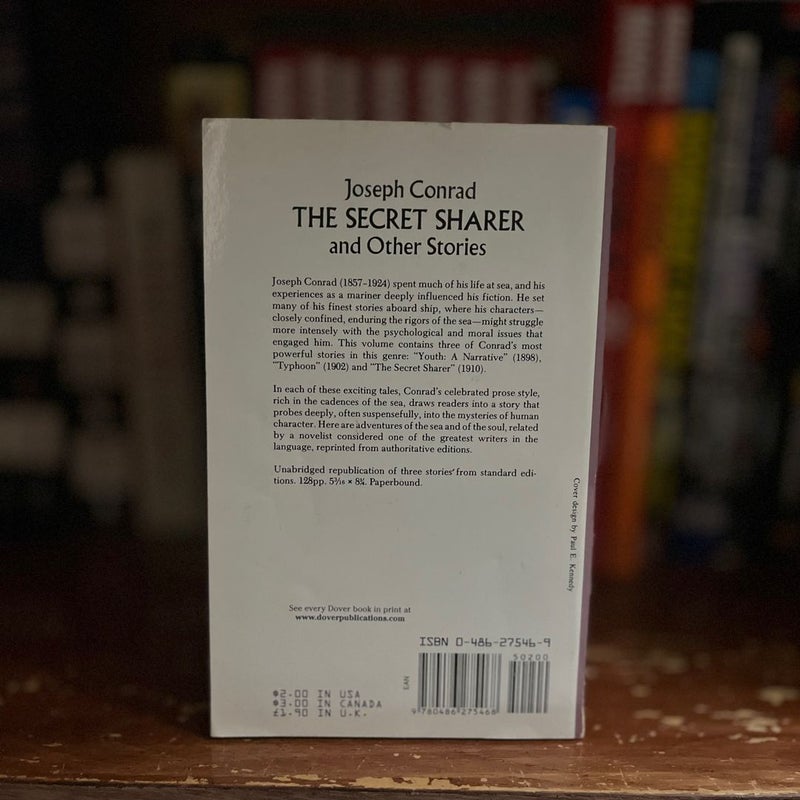 Joseph Conrad
THE SECRET SHARER
and Other Stories
Joseph Conrad (1857–1924) spent much of his life at sea, and his
experiences as a mariner deeply influenced his fiction. He set
many of his finest stories aboard ship, where his characters—
closely confined, enduring the rigors of the sea—might struggle
more intensely with the psychological and moral issues that
engaged him. This volume contains three of Conrad's most
powerful stories in this genre: "Youth: A Narrative" (1898),
"Typhoon" (1902) and "The Secret Sharer" (1910).
In each of these exciting tales, Conrad's celebrated prose style,
rich in the cadences of the sea, draws readers into a story that
probes deeply, often suspensefully, into the mysteries of human
character. Here are adventures of the sea and of the soul, related
by a novelist considered one of the greatest writers in the
language, reprinted from authoritative editions.
Unabridged republication of three stories from standard edi-
tions. 128pp. 5³⁄₁₆ × 8¼. Paperbound.
Cover design by Paul E. Kennedy
See every Dover book in print at
www.doverpublications.com
ISBN 0-486-27546-9
50200
EAN
9 780486 275468
$2.00 IN USA
$3.00 IN CANADA
£1.90 IN U.K.